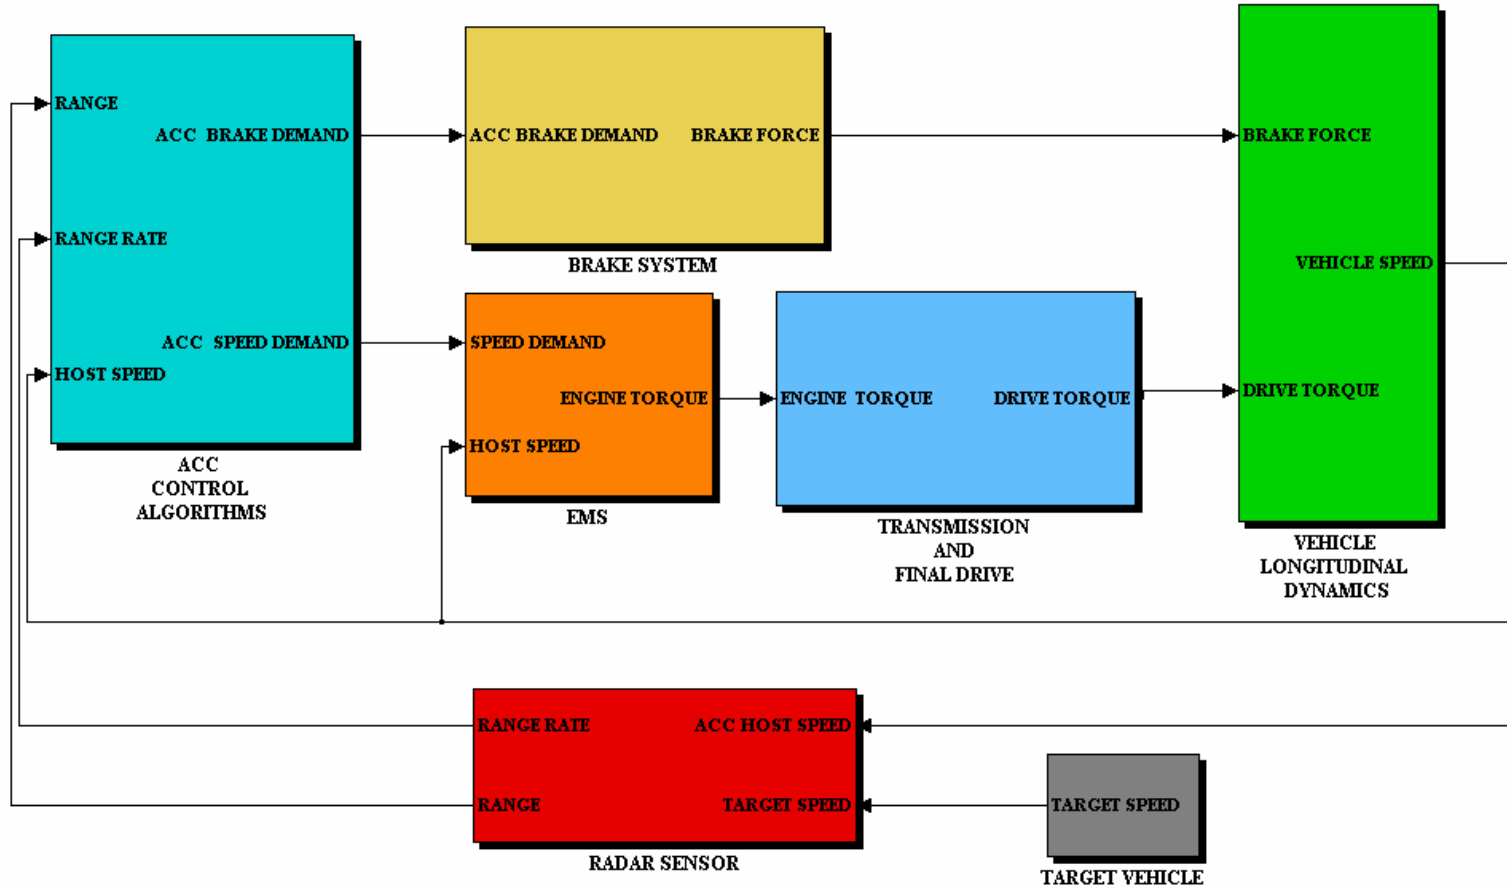 RANGE
ACC BRAKE DEMAND
RANGE RATE
ACC SPEED DEMAND
HOST SPEED
ACC
CONTROL
ALGORITHMS
ACC BRAKE DEMAND
BRAKE FORCE
BRAKE SYSTEM
SPEED DEMAND
ENGINE TORQUE
HOST SPEED
EMS
ENGINE TORQUE
DRIVE TORQUE
TRANSMISSION
AND
FINAL DRIVE
BRAKE FORCE
VEHICLE SPEED
DRIVE TORQUE
VEHICLE
LONGITUDINAL
DYNAMICS
RANGE RATE
ACC HOST SPEED
RANGE
TARGET SPEED
RADAR SENSOR
TARGET SPEED
TARGET VEHICLE